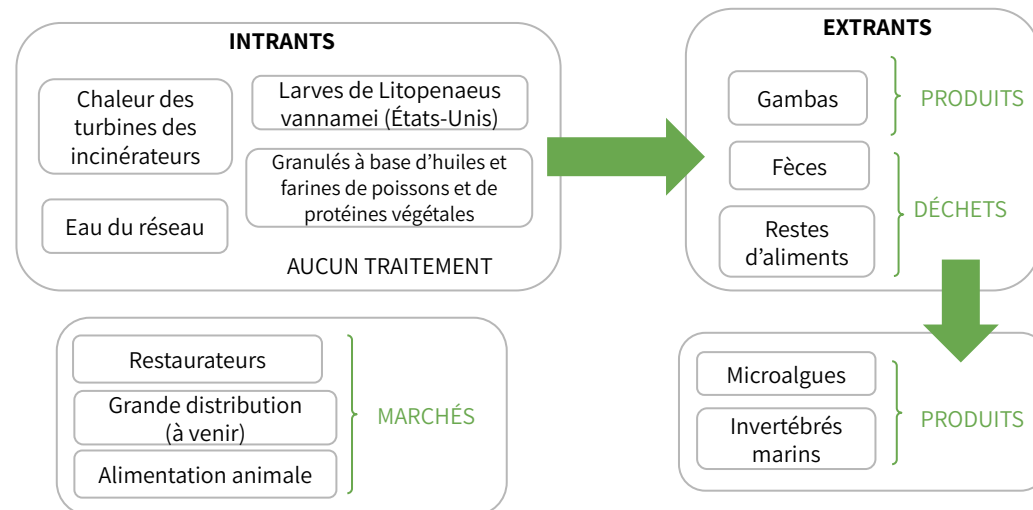 INTRANTS
Chaleur des
turbines des
incinérateurs
Larves de Litopenaeus
vannamei (États-Unis)
Granulés à base d’huiles et
farines de poissons et de
protéines végétales
Eau du réseau
AUCUN TRAITEMENT
EXTRANTS
Gambas
PRODUITS
Fèces
DÉCHETS
Restes
d’aliments
Restaurateurs
Grande distribution
(à venir)
Alimentation animale
MARCHÉS
Microalgues
Invertébrés
marins
PRODUITS